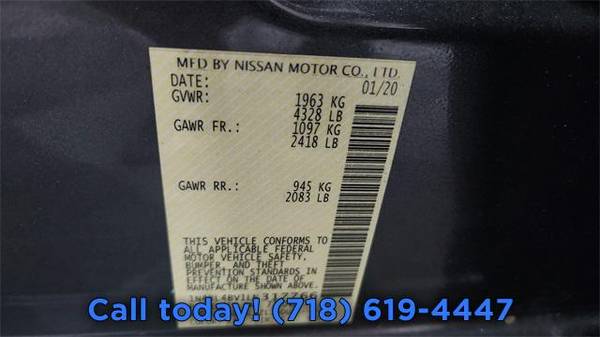 MFD BY NISSAN MOTOR CO., LTD.
DATE: 01/20
GVWR: 1963 KG
4328 LB
GAWR FR.: 1097 KG
2418 LB
GAWR RR.: 945 KG
2083 LB
THIS VEHICLE CONFORMS TO
ALL APPLICABLE FEDERAL
MOTOR VEHICLE SAFETY,
BUMPER, AND THEFT
PREVENTION STANDARDS IN
EFFECT ON THE DATE OF
MANUFACTURE SHOWN ABOVE.
Call today! (718) 619-4447